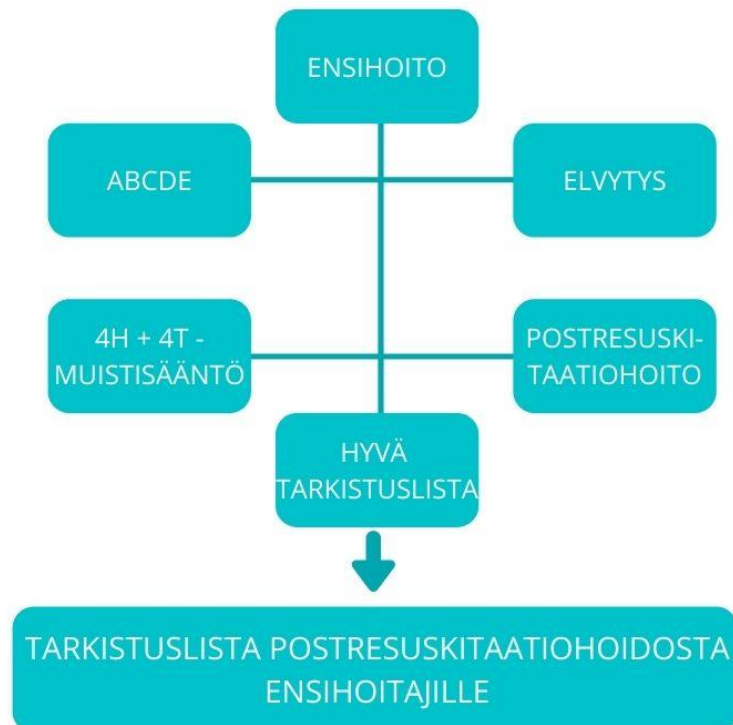 ENSIHOITO
ABCDE
ELVYTYS
4H + 4T -
MUISTISÄÄNTÖ
POSTRESUSKI-
TAATIOHOITO
HYVÄ
TARKISTUSLISTA
TARKISTUSLISTA POSTRESUSKITAATIOHOIDOSTA
ENSIHOITAJILLE